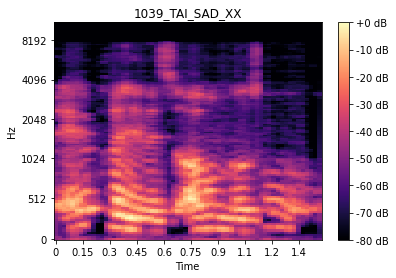 1039_TAI_SAD_XX
8192
4096
2048
1024
512
0
Hz
0 0.15 0.3 0.45 0.6 0.75 0.9 1.1 1.2 1.4
Time
+0 dB
-10 dB
-20 dB
-30 dB
-40 dB
-50 dB
-60 dB
-70 dB
-80 dB